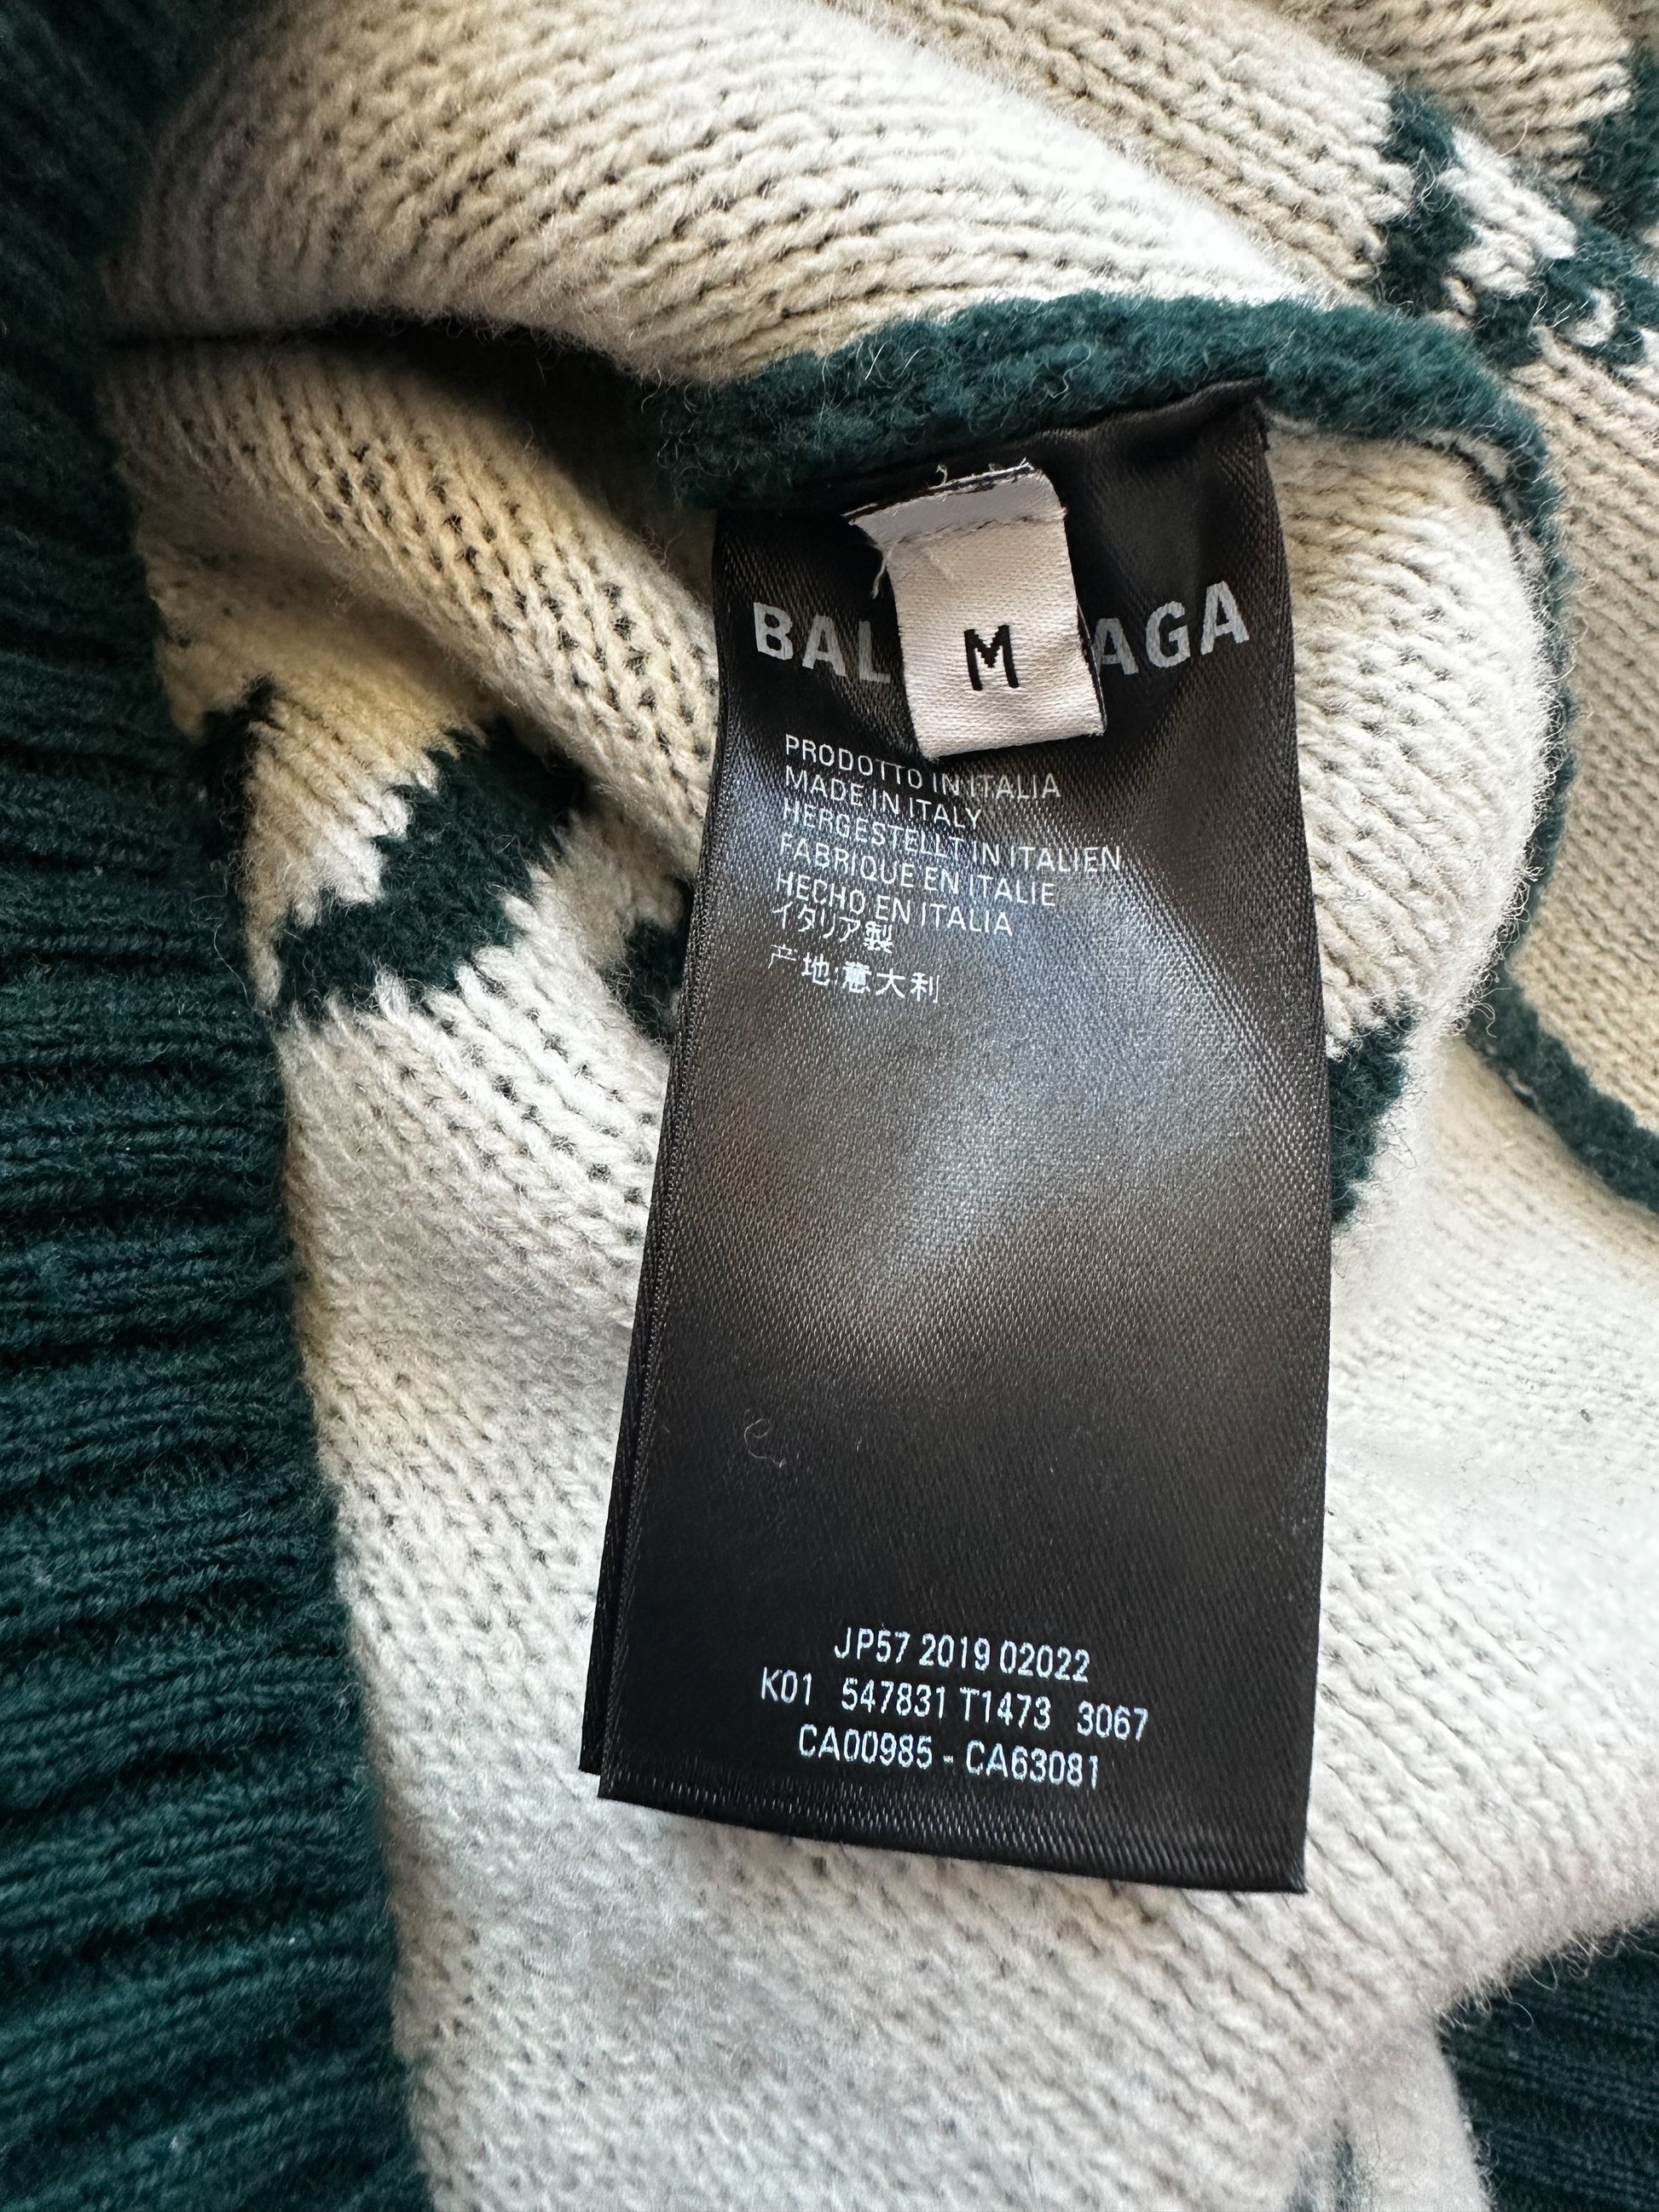 BAL AGA
M
PRODOTTO IN ITALIA
MADE IN ITALY
HERGESTELLT IN ITALIEN
FABRIQUE EN ITALIE
HECHO EN ITALIA
イタリア製
产地:意大利
JP57 2019 02022
K01 547831 T1473 3067
CA00985 - CA63081